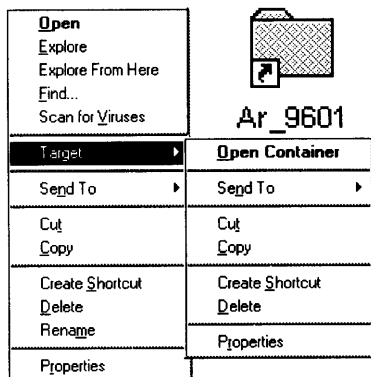 Open
Explore
Explore From Here
Find...
Scan for Viruses
Target
Send To
Cut
Copy
Create Shortcut
Delete
Rename
Properties
Ar_9601
Open Container
Send To
Cut
Copy
Create Shortcut
Delete
Properties